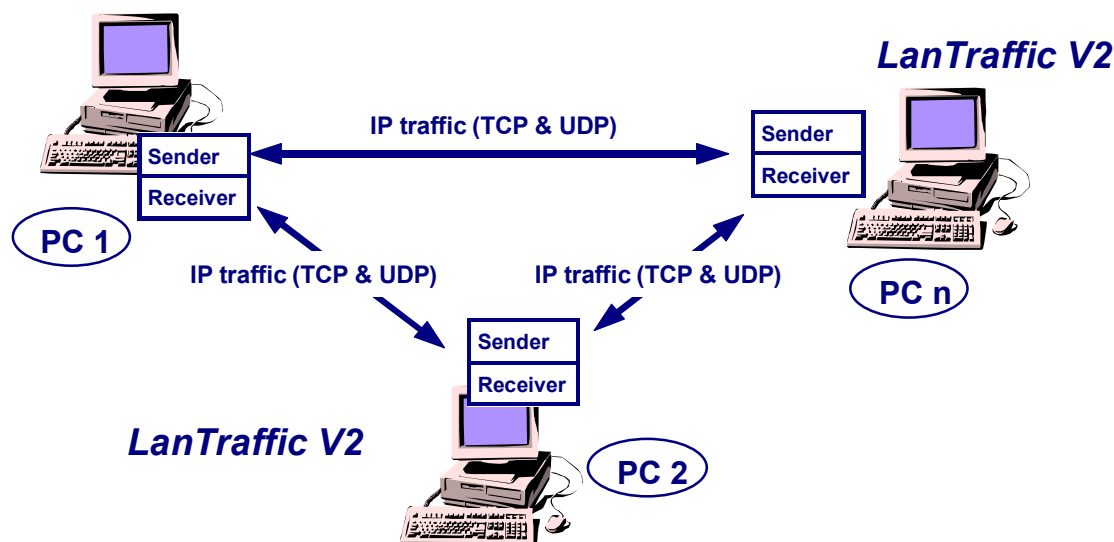 LanTraffic V2
IP traffic (TCP & UDP)
Sender
Receiver
Sender
Receiver
PC 1
IP traffic (TCP & UDP)
IP traffic (TCP & UDP)
PC n
Sender
Receiver
LanTraffic V2
PC 2